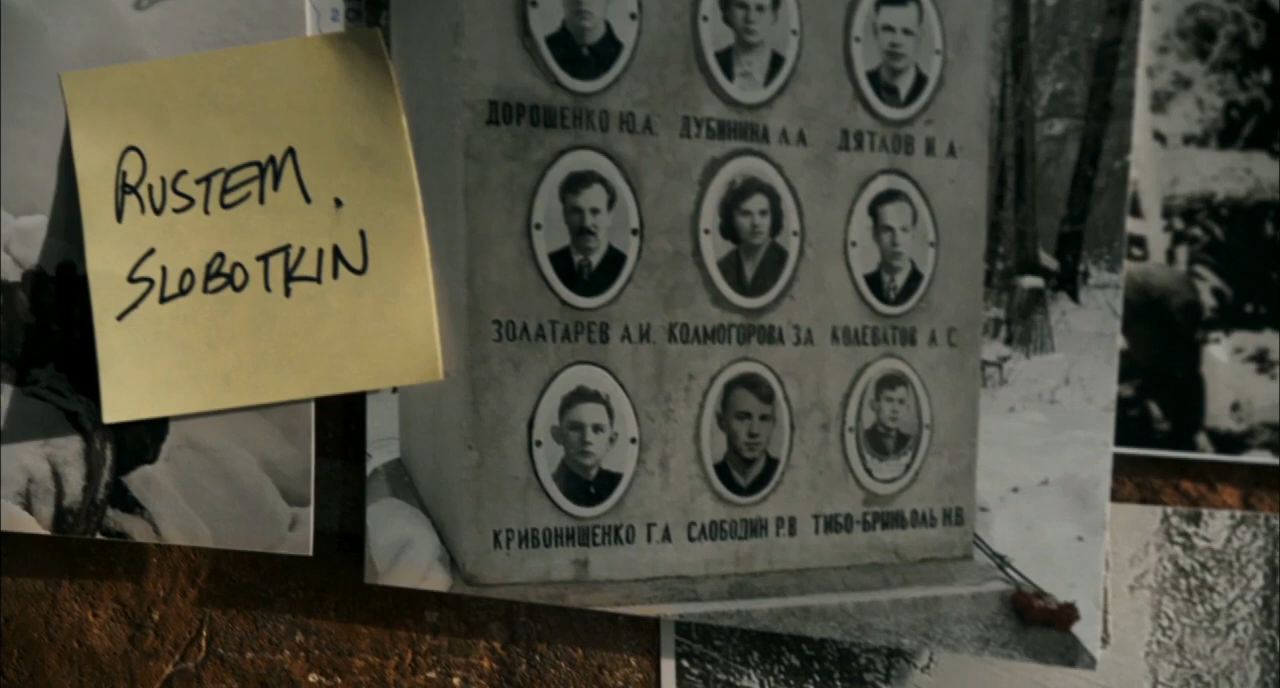 RUSTEM.
SLOBOTKIN
ДОРОШЕНКО Ю.А. ДУБИНИНА Л.А ДЯТЛОВ И.А
ЗОЛАТАРЕВ А.И. КОЛМОГОРОВА З.А КОЛЕВАТОВ А.С.
КРИВОНИЩЕНКО Г.А СЛОБОДИН Р.В ТИБО-БРИНЬОЛЬ Н.В.